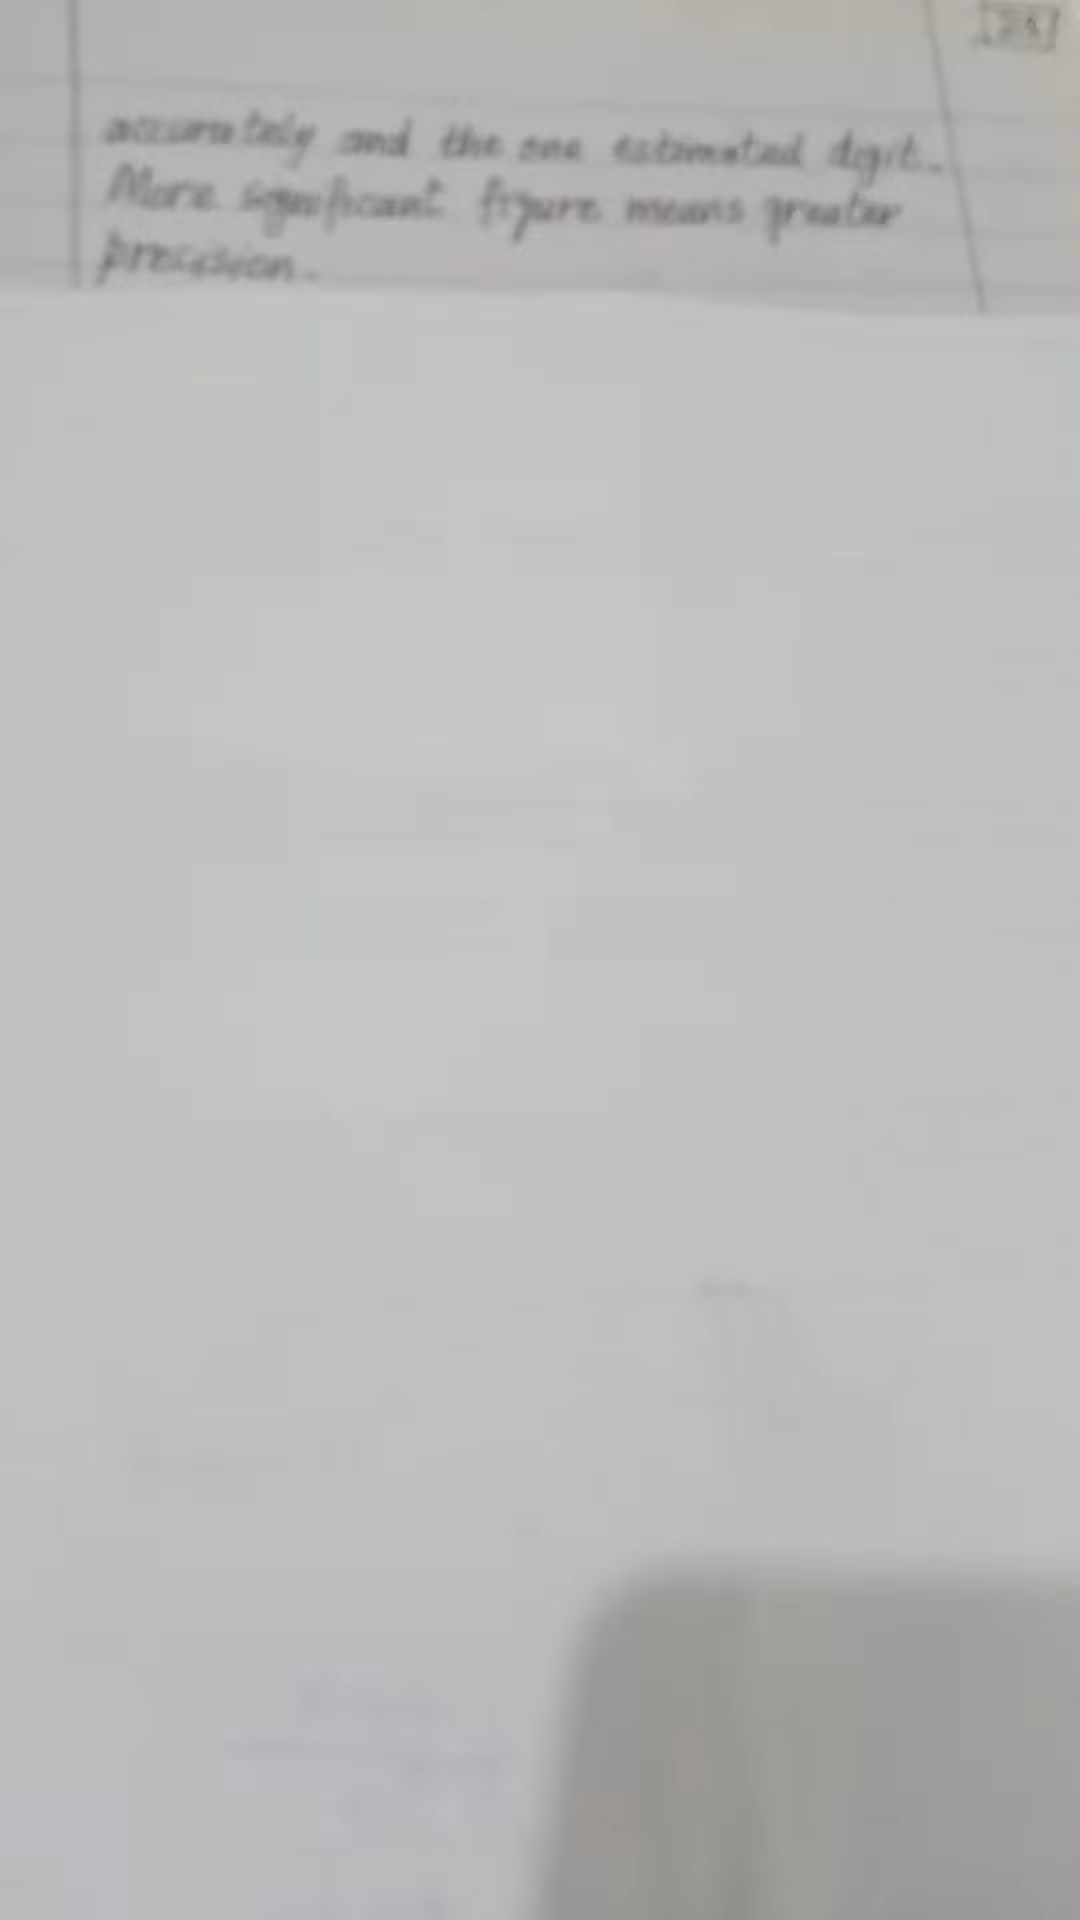 accurately and the one estimated digit.
More significant figure means greater
precision.